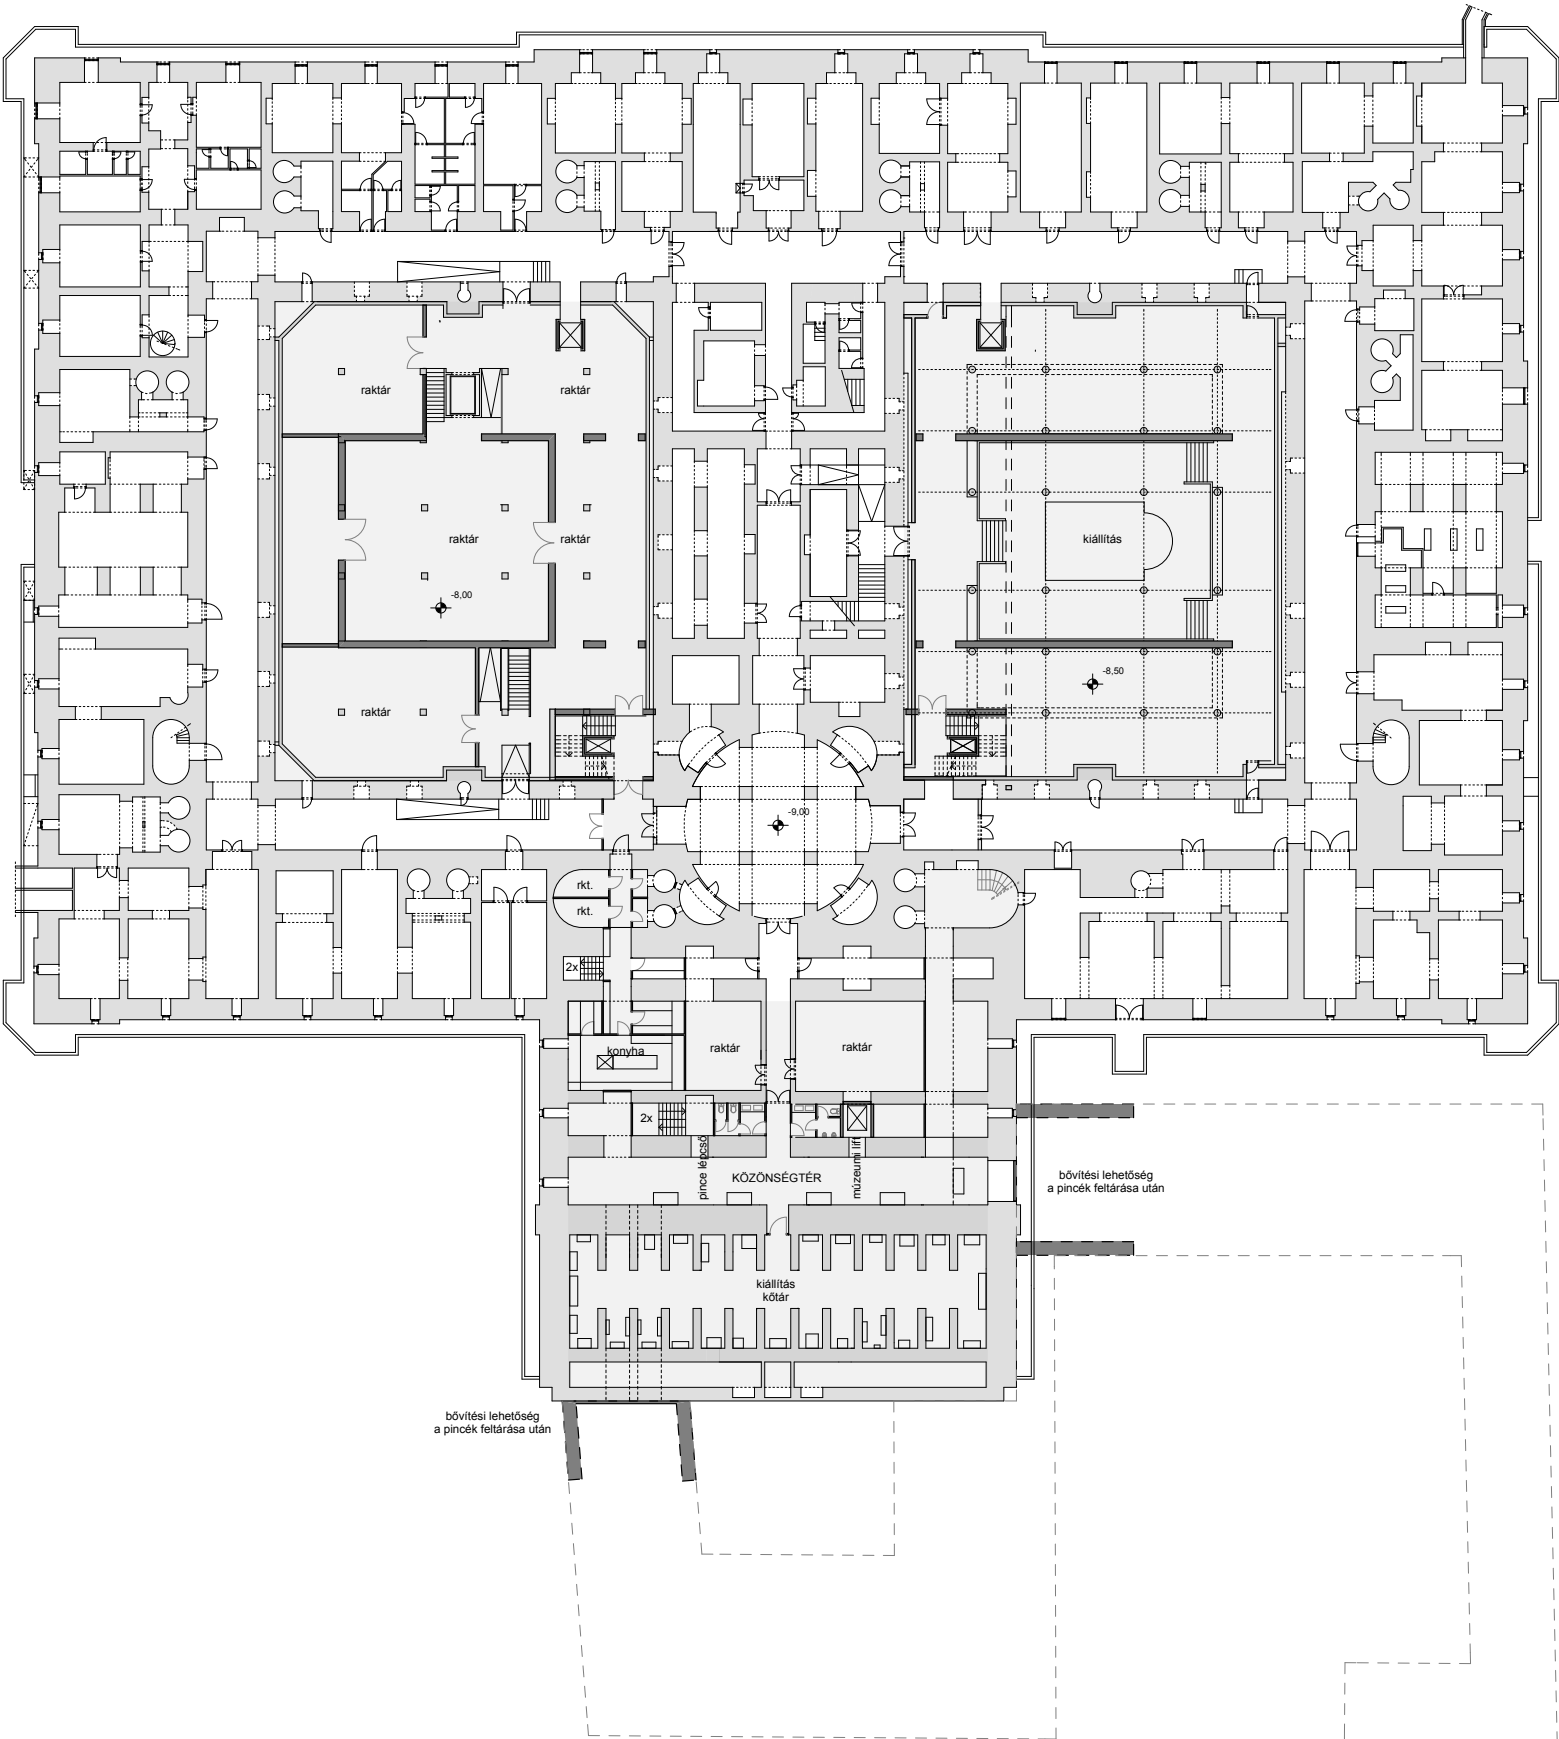 raktár
raktár
raktár
raktár
kiállítás
-8,00
-8,50
raktár
-9,00
rkt.
rkt.
2x
konyha
raktár
raktár
2x
pince lépcső
múzeumi lift
KÖZÖNSÉGTÉR
bővítési lehetőség
a pincék feltárása után
kiállítás
kőtár
bővítési lehetőség
a pincék feltárása után